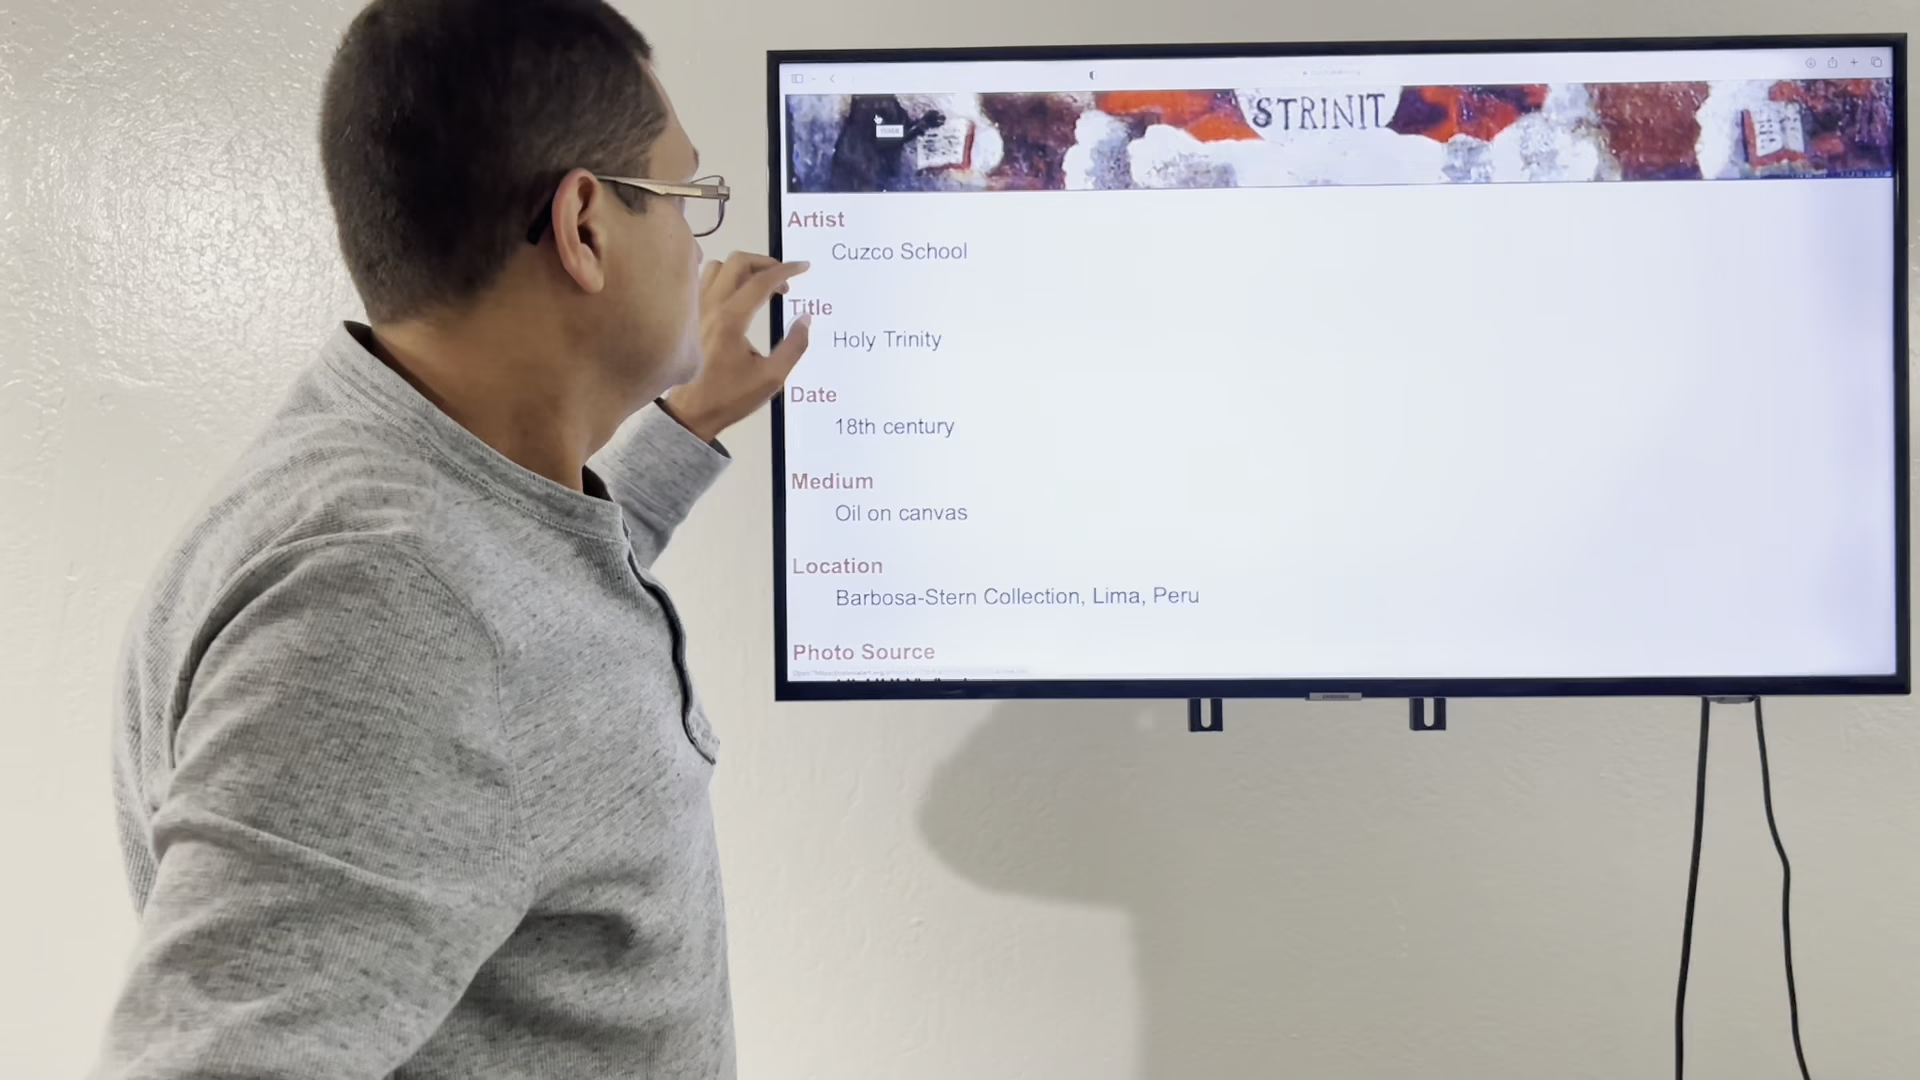 STRINIT
Artist
Cuzco School
Title
Holy Trinity
Date
18th century
Medium
Oil on canvas
Location
Barbosa-Stern Collection, Lima, Peru
Photo Source
SAMSUNG